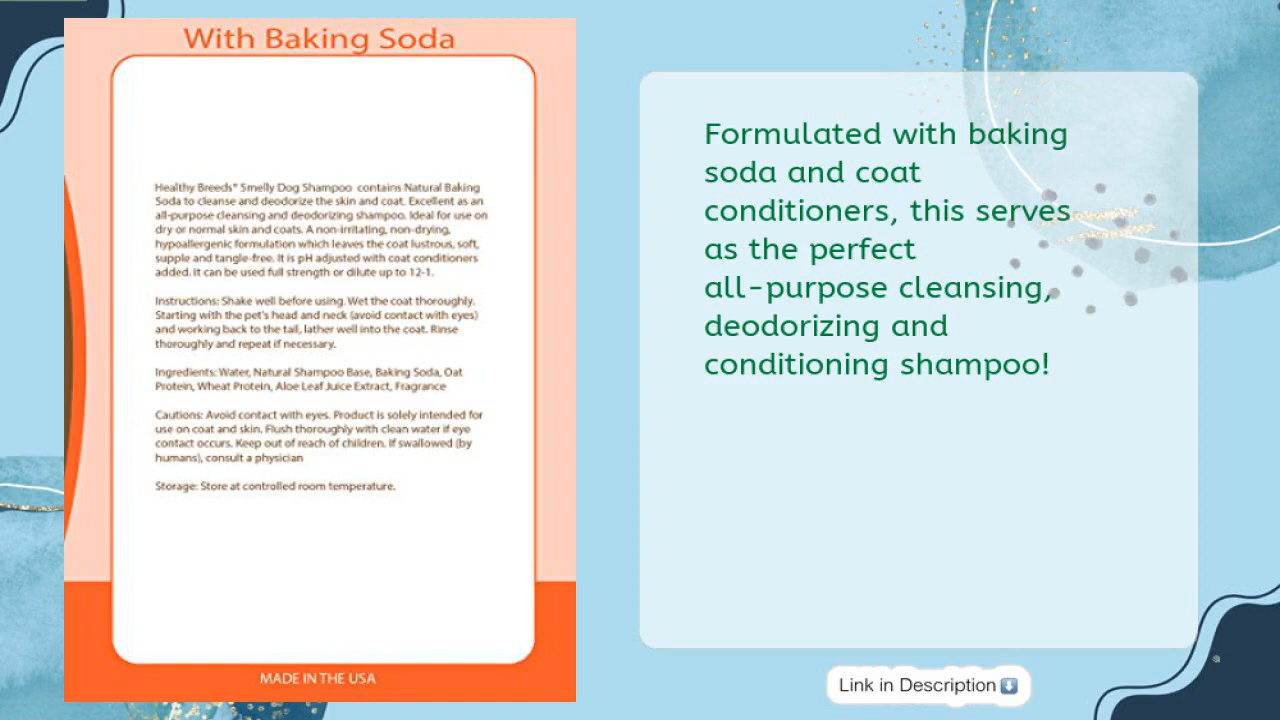 With Baking Soda
Healthy Breeds® Smelly Dog Shampoo contains Natural Baking
Soda to cleanse and deodorize the skin and coat. Excellent as an
all-purpose cleansing and deodorizing shampoo. Ideal for use on
dry or normal skin and coats. A non-irritating, non-drying,
hypoallergenic formulation which leaves the coat lustrous, soft,
supple and tangle-free. It is pH adjusted with coat conditioners
added. It can be used full strength or dilute up to 12-1.
Instructions: Shake well before using. Wet the coat thoroughly.
Starting with the pet's head and neck (avoid contact with eyes)
and working back to the tail, lather well into the coat. Rinse
thoroughly and repeat if necessary.
Ingredients: Water, Natural Shampoo Base, Baking Soda, Oat
Protein, Wheat Protein, Aloe Leaf Juice Extract, Fragrance
Cautions: Avoid contact with eyes. Product is solely intended for
use on coat and skin. Flush thoroughly with clean water if eye
contact occurs. Keep out of reach of children. If swallowed (by
humans), consult a physician
Storage: Store at controlled room temperature.
MADE IN THE USA
Formulated with baking
soda and coat
conditioners, this serves
as the perfect
all-purpose cleansing,
deodorizing and
conditioning shampoo!
Link in Description